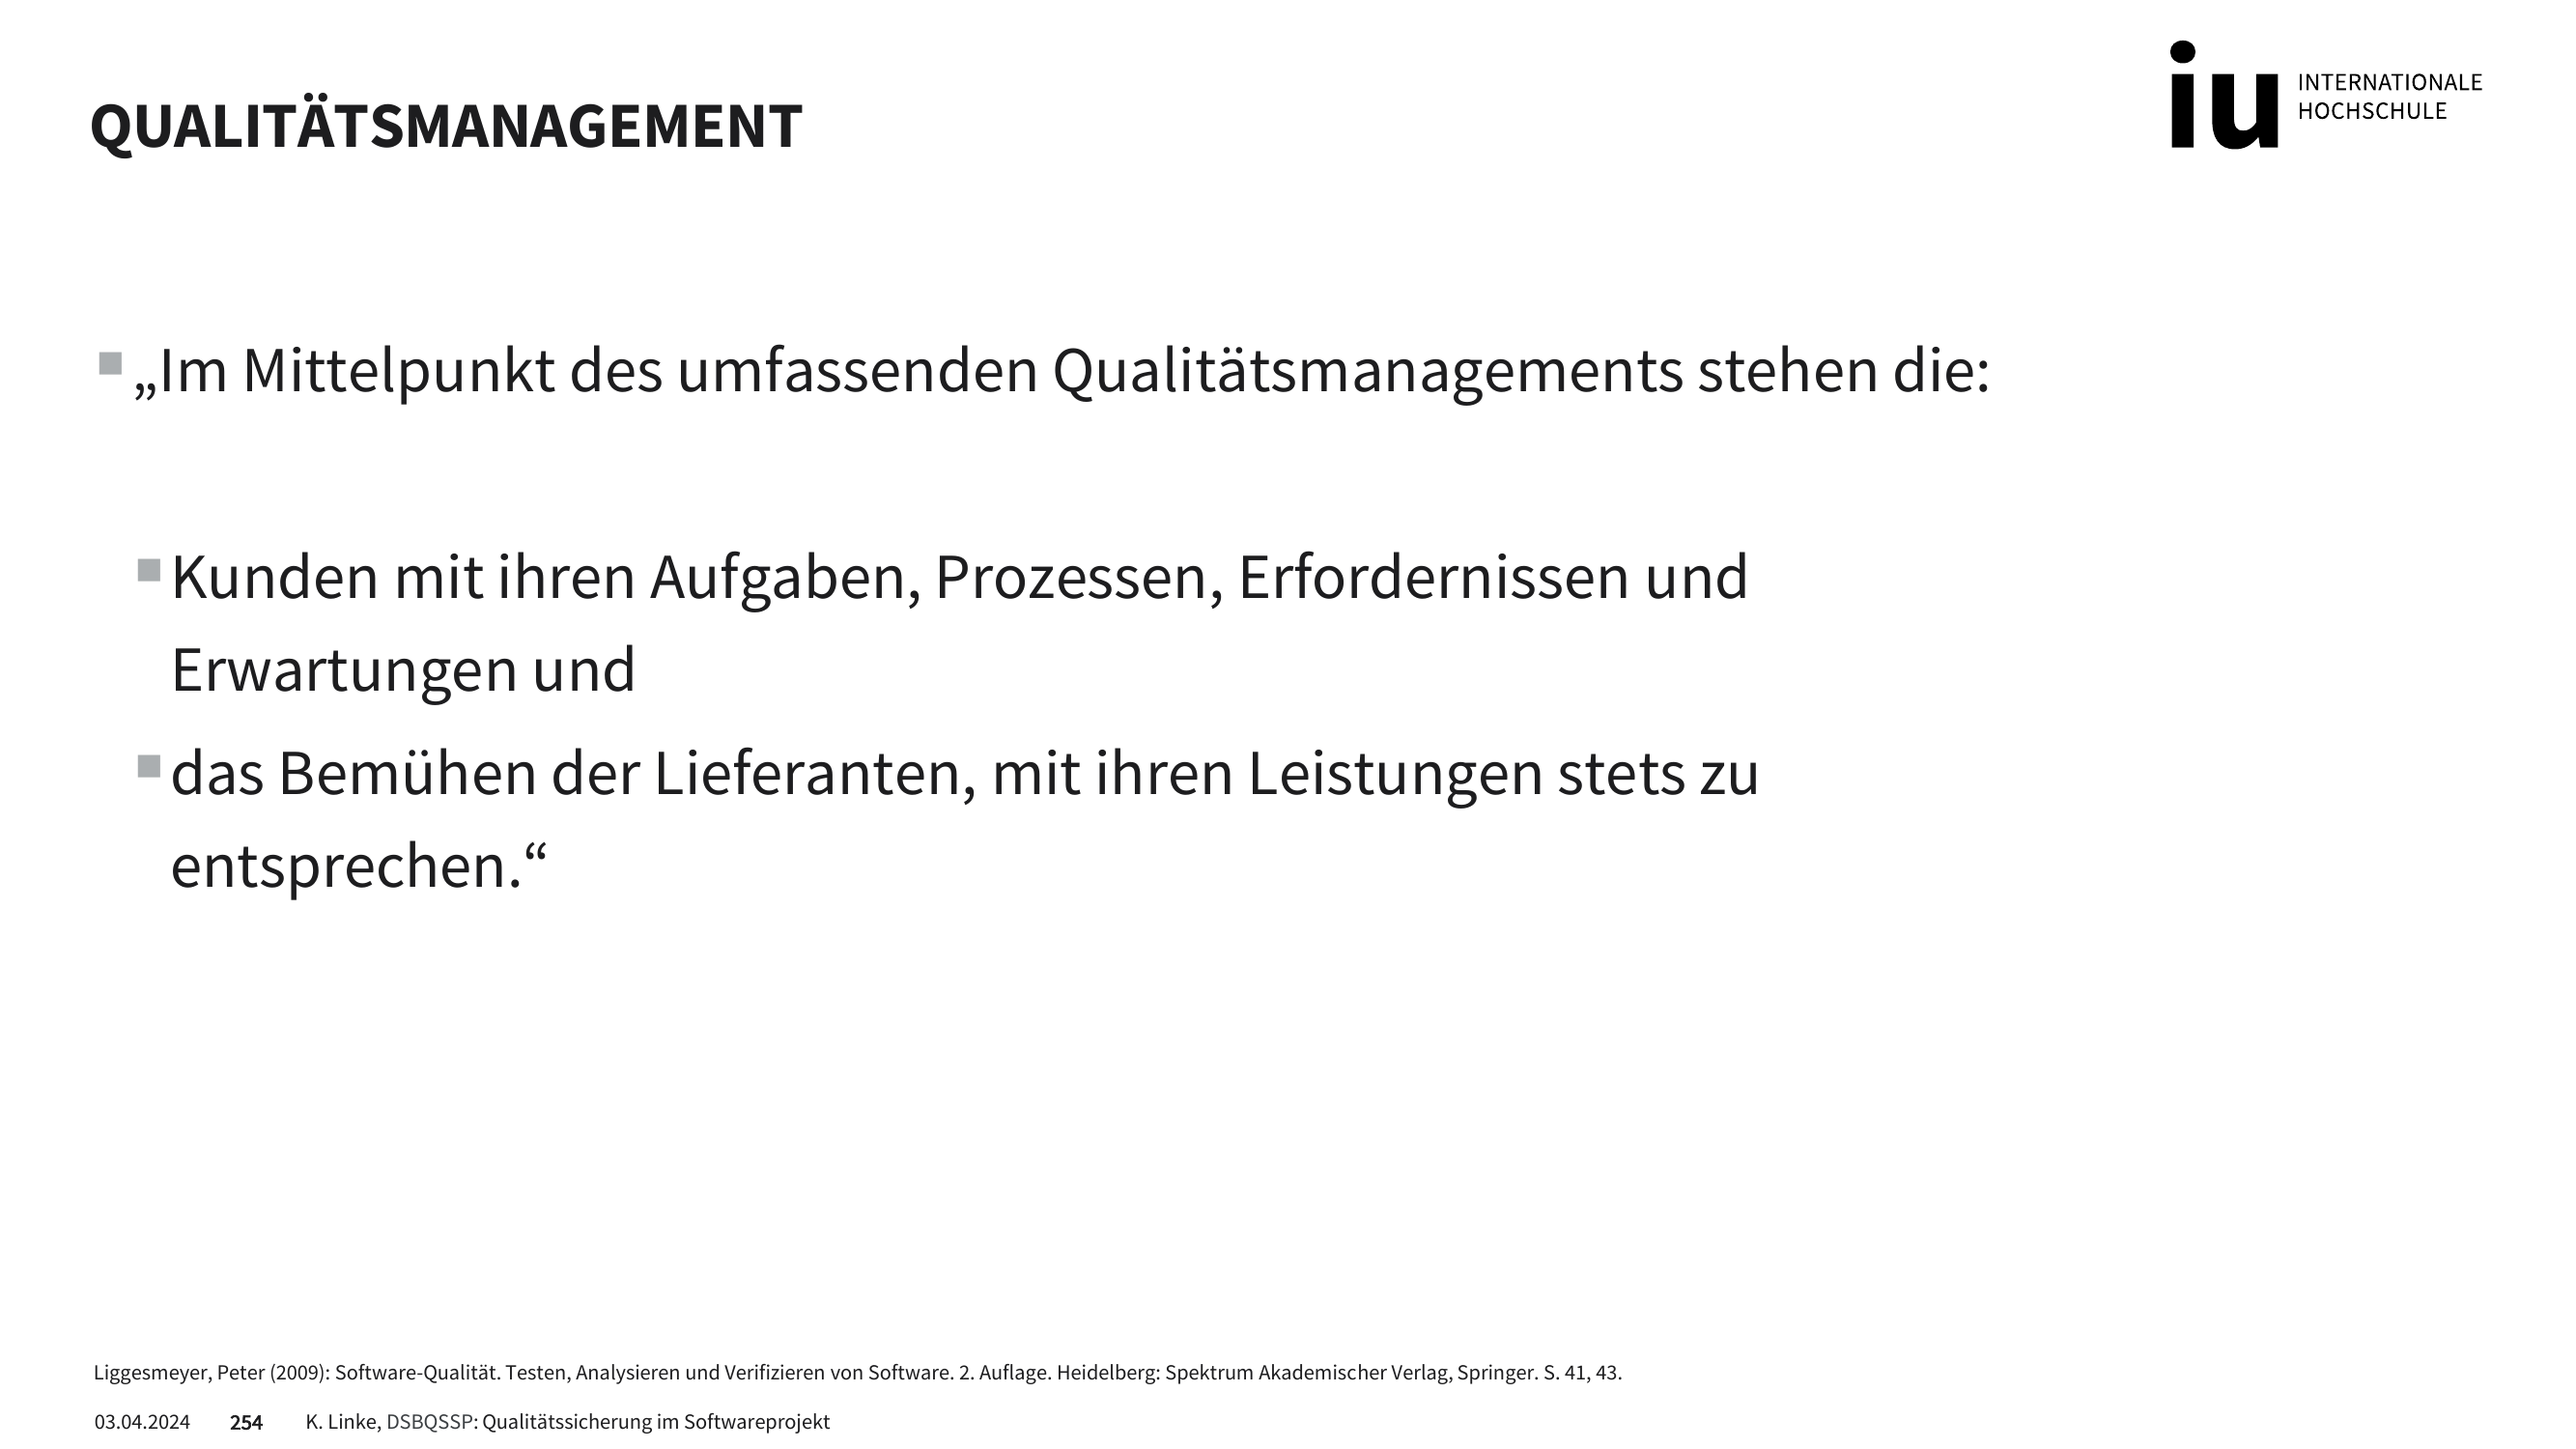 QUALITÄTSMANAGEMENT
iu INTERNATIONALE
HOCHSCHULE
„Im Mittelpunkt des umfassenden Qualitätsmanagements stehen die:
Kunden mit ihren Aufgaben, Prozessen, Erfordernissen und
Erwartungen und
das Bemühen der Lieferanten, mit ihren Leistungen stets zu
entsprechen.“
Liggesmeyer, Peter (2009): Software-Qualität. Testen, Analysieren und Verifizieren von Software. 2. Auflage. Heidelberg: Spektrum Akademischer Verlag, Springer. S. 41, 43.
03.04.2024 254 K. Linke, DSBQSSP: Qualitätssicherung im Softwareprojekt